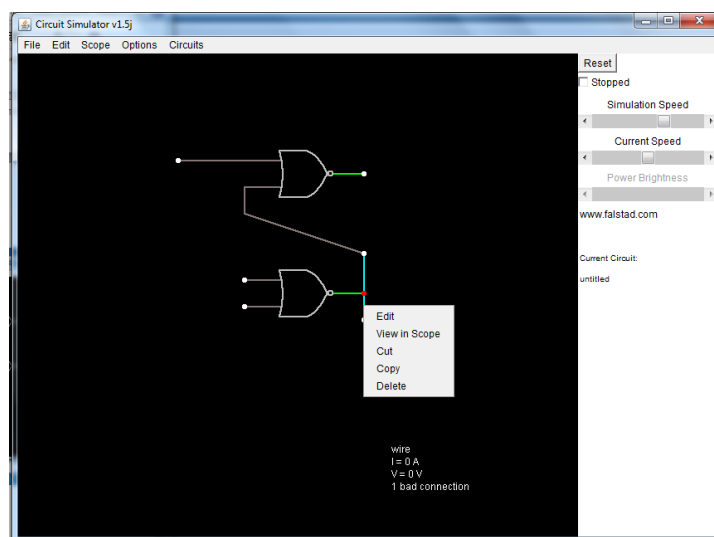 Circuit Simulator v1.5j
File Edit Scope Options Circuits
Reset
Stopped
Simulation Speed
Current Speed
Power Brightness
www.falstad.com
Current Circuit:
untitled
Edit
View in Scope
Cut
Copy
Delete
wire
I = 0 A
V = 0 V
1 bad connection